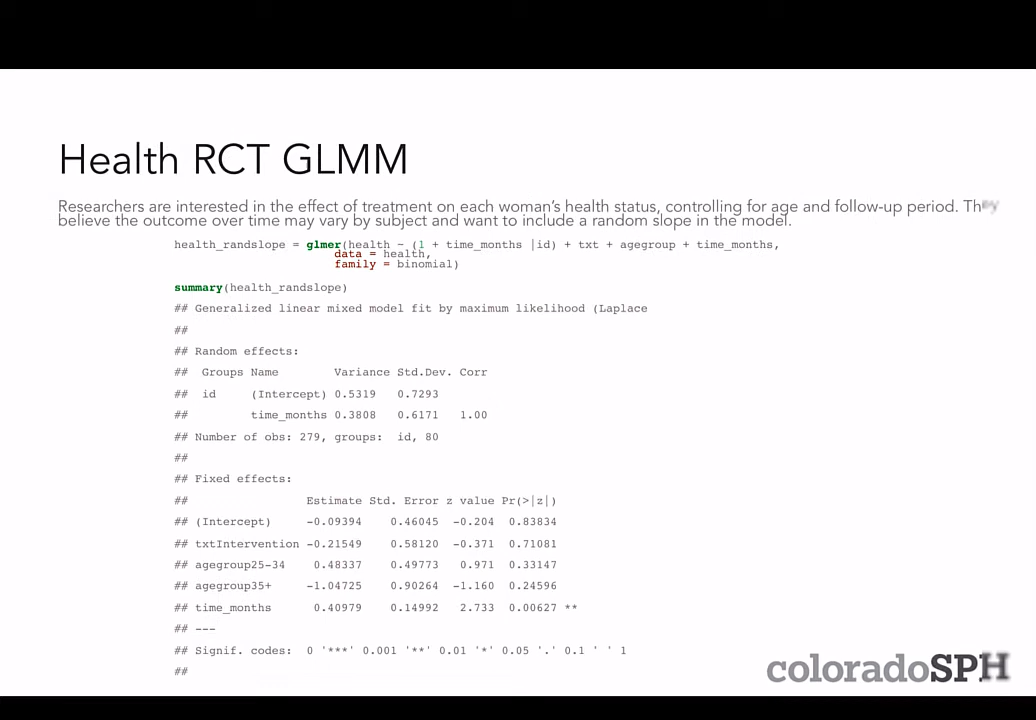 Health RCT GLMM
Researchers are interested in the effect of treatment on each woman's health status, controlling for age and follow-up period. They
believe the outcome over time may vary by subject and want to include a random slope in the model.
health_randslope = glmer(health ~ (1 + time_months |id) + txt + agegroup + time_months,
data = health,
family = binomial)
summary(health_randslope)
## Generalized linear mixed model fit by maximum likelihood (Laplace
##
## Random effects:
## Groups Name Variance Std.Dev. Corr
## id (Intercept) 0.5319 0.7293
## time_months 0.3808 0.6171 1.00
## Number of obs: 279, groups: id, 80
##
## Fixed effects:
## Estimate Std. Error z value Pr(>|z|)
## (Intercept) -0.09394 0.46045 -0.204 0.83834
## txtIntervention -0.21549 0.58120 -0.371 0.71081
## agegroup25-34 0.48337 0.49773 0.971 0.33147
## agegroup35+ -1.04725 0.90264 -1.160 0.24596
## time_months 0.40979 0.14992 2.733 0.00627 **
## ---
## Signif. codes: 0 '***' 0.001 '**' 0.01 '*' 0.05 '.' 0.1 ' ' 1
##
coloradoSPH